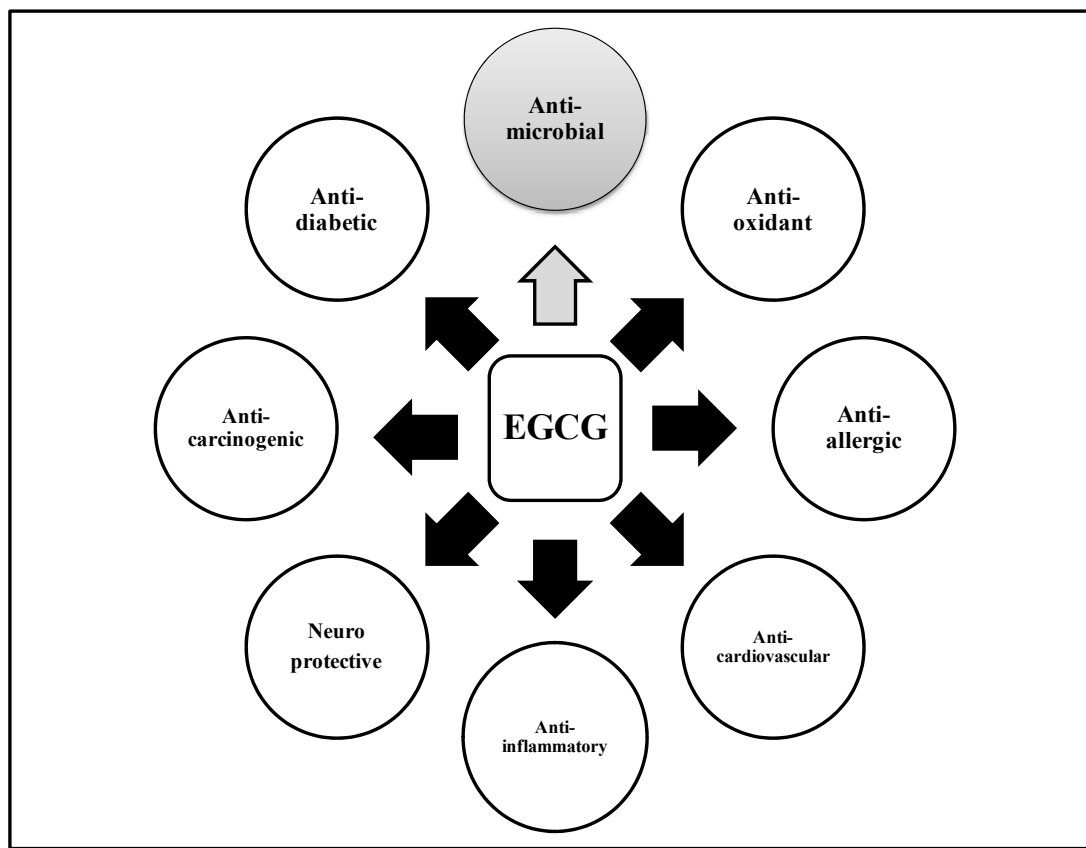 Anti-
microbial
Anti-
diabetic
Anti-
oxidant
Anti-
carcinogenic
EGCG
Anti-
allergic
Neuro
protective
Anti-
cardiovascular
Anti-
inflammatory